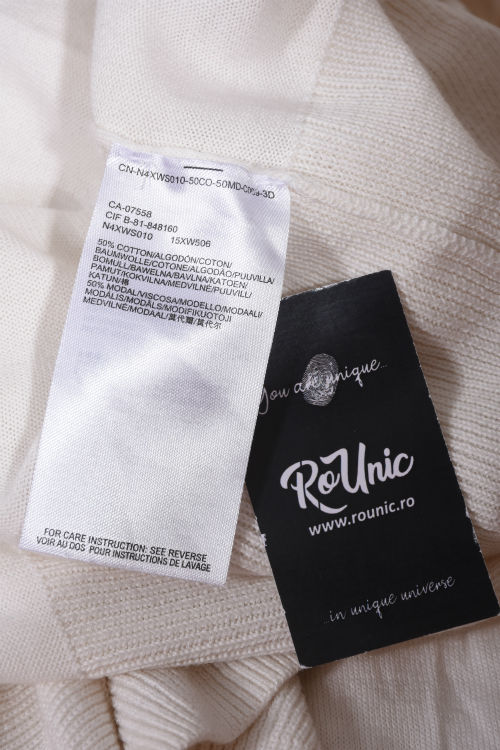 CN-N4XWS010-50CO-50MD-C003-3D
CA-07558
CIF B-81-848160
N4XWS010 15XW506
50% COTTON/ALGODÓN/COTON/
BAUMWOLLE/COTONE/ALGODÃO/PUUVILLA/
BOMULL/BAWEŁNA/BAVLNA/KATOEN/
PAMUT/KOKVILNA/MEDVILNĖ/PUUVILL/
KATUN/棉
50% MODAL/VISCOSA/MODELLO/MODAALI/
MODÁLIS/MODĀLS/MODIFIKUOTOJI
MEDVILNĖ/MODAAL/莫代爾/莫代尔
FOR CARE INSTRUCTION: SEE REVERSE
VOIR AU DOS POUR INSTRUCTIONS DE LAVAGE
You are unique...
RoUnic
www.rounic.ro
...in unique universe